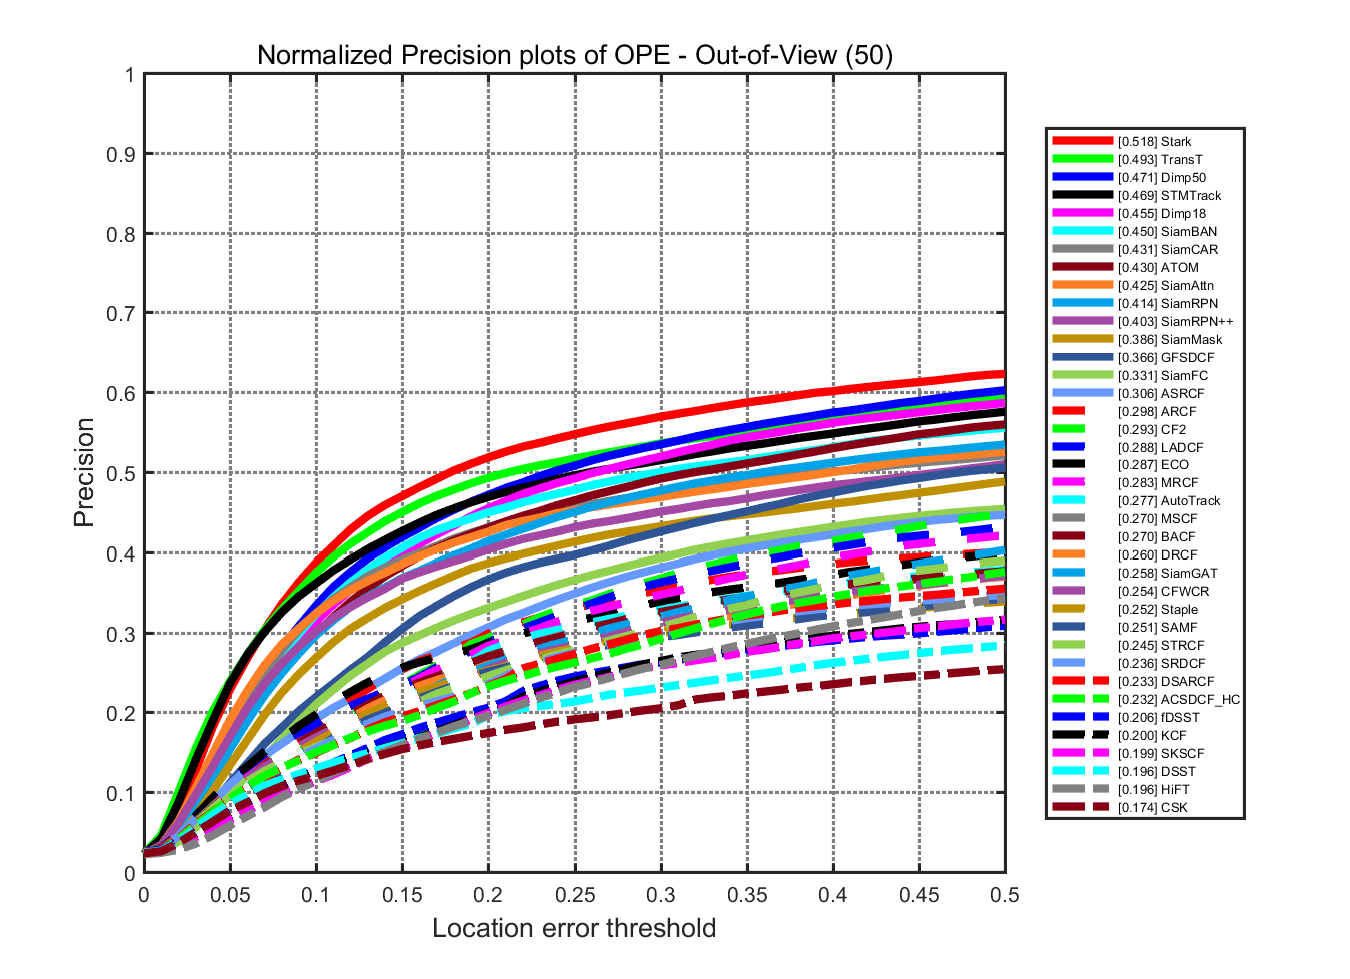 Normalized Precision plots of OPE - Out-of-View (50)
1
0.9
0.8
0.7
0.6
0.5
0.4
0.3
0.2
0.1
0
Precision
0 0.05 0.1 0.15 0.2 0.25 0.3 0.35 0.4 0.45 0.5
Location error threshold
[0.518] Stark
[0.493] TransT
[0.471] Dimp50
[0.469] STMTrack
[0.455] Dimp18
[0.450] SiamBAN
[0.431] SiamCAR
[0.430] ATOM
[0.425] SiamAttn
[0.414] SiamRPN
[0.403] SiamRPN++
[0.386] SiamMask
[0.366] GFSDCF
[0.331] SiamFC
[0.306] ASRCF
[0.298] ARCF
[0.293] CF2
[0.288] LADCF
[0.287] ECO
[0.283] MRCF
[0.277] AutoTrack
[0.270] MSCF
[0.270] BACF
[0.260] DRCF
[0.258] SiamGAT
[0.254] CFWCR
[0.252] Staple
[0.251] SAMF
[0.245] STRCF
[0.236] SRDCF
[0.233] DSARCF
[0.232] ACSDCF_HC
[0.206] fDSST
[0.200] KCF
[0.199] SKSCF
[0.196] DSST
[0.196] HiFT
[0.174] CSK